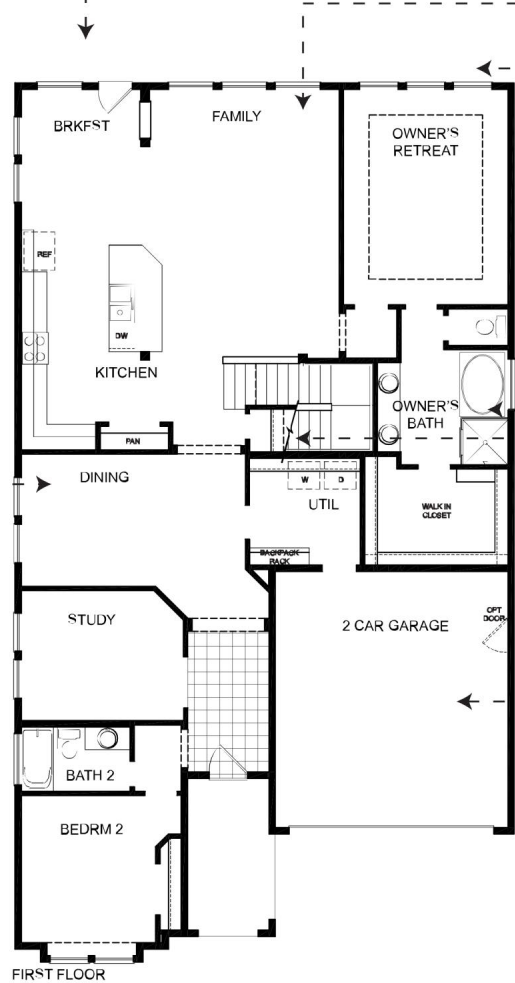 BRKFST
FAMILY
OWNER'S
RETREAT
REF
DW
KITCHEN
OWNER'S
BATH
PAN
DINING
W
D
UTIL
WALK IN
CLOSET
BACKPACK
RACK
STUDY
2 CAR GARAGE
OPT
DOOR
BATH 2
BEDRM 2
FIRST FLOOR